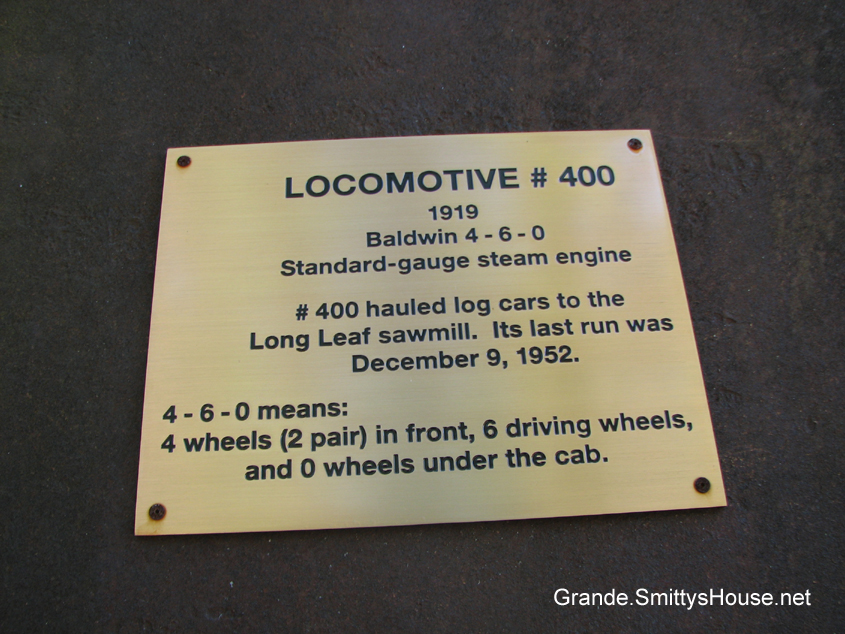 LOCOMOTIVE # 400
1919
Baldwin 4 - 6 - 0
Standard-gauge steam engine
# 400 hauled log cars to the
Long Leaf sawmill. Its last run was
December 9, 1952.
4 - 6 - 0 means:
4 wheels (2 pair) in front, 6 driving wheels,
and 0 wheels under the cab.
Grande.SmittysHouse.net